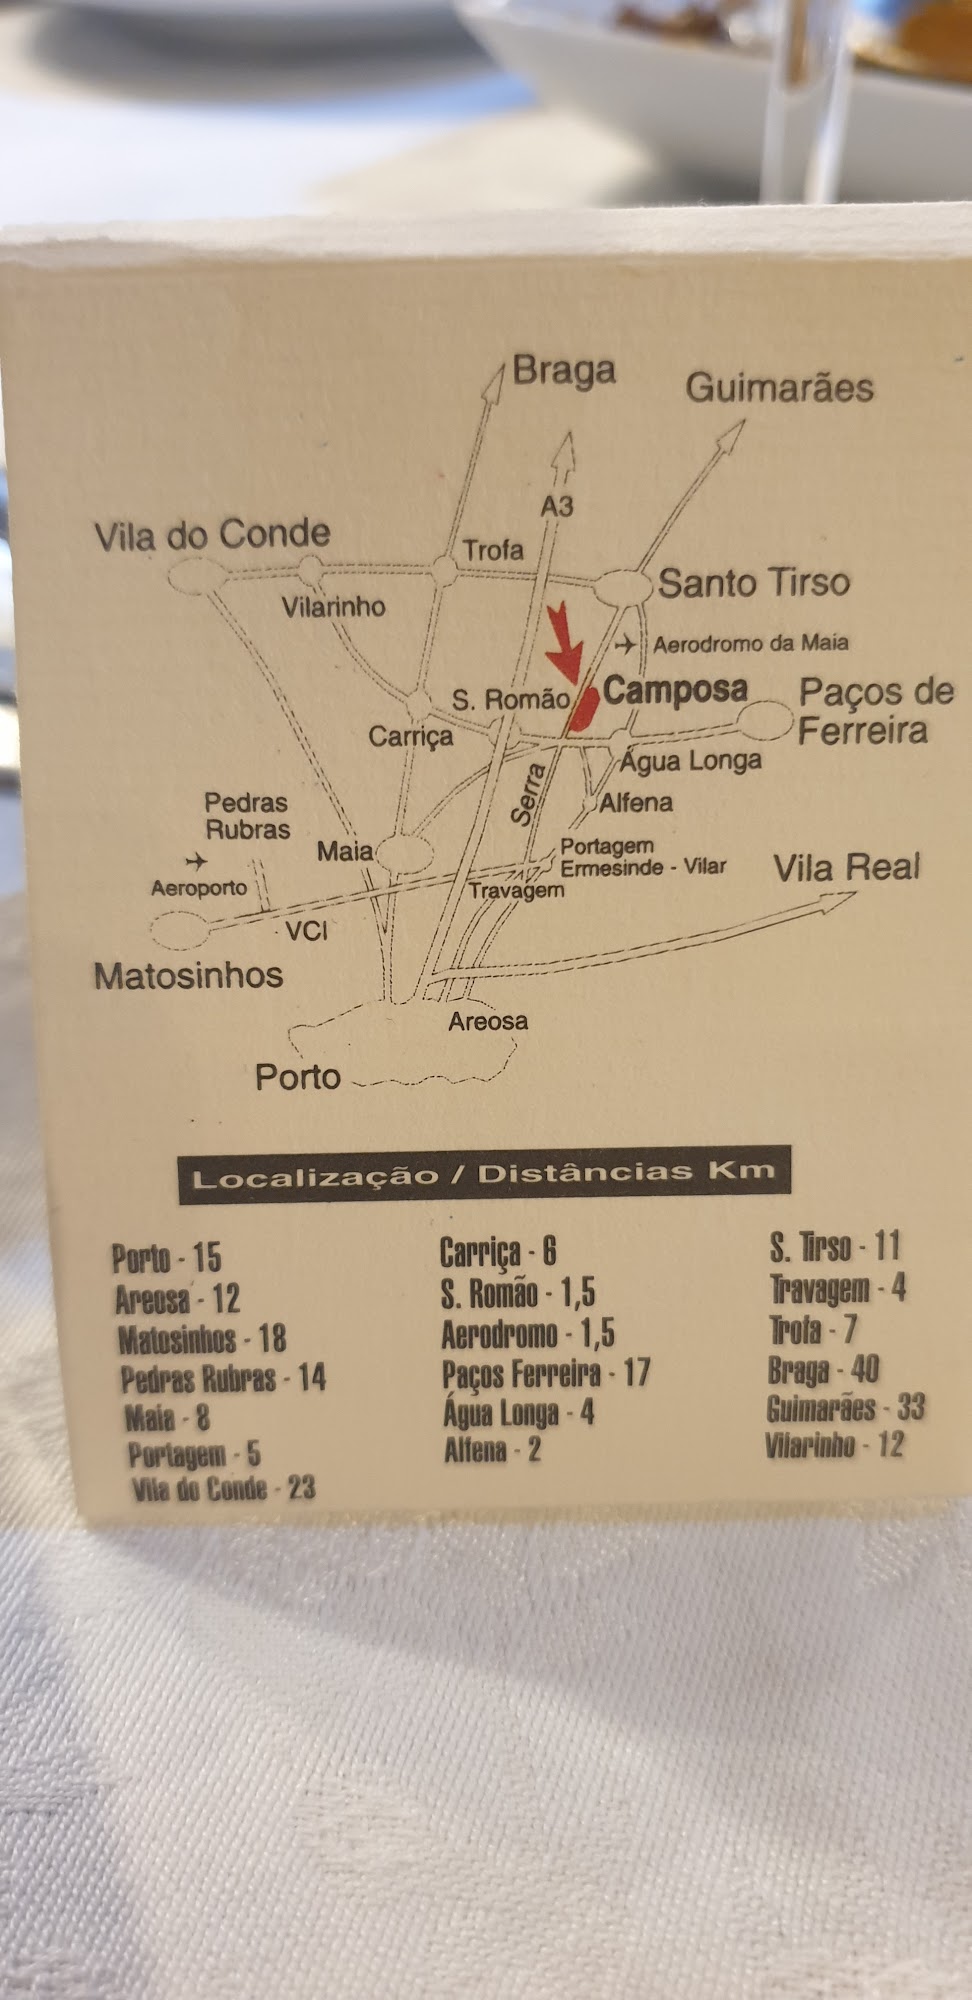 Braga
Guimarães
A3
Vila do Conde
Trofa
Santo Tirso
Vilarinho
Aerodromo da Maia
S. Romão
Camposa
Paços de
Ferreira
Carriça
Água Longa
Serra
Alfena
Pedras
Rubras
Maia
Portagem
Ermesinde - Vilar
Vila Real
Aeroporto
Travagem
VCI
Matosinhos
Areosa
Porto
Localização / Distâncias Km
Porto - 15
Areosa - 12
Matosinhos - 18
Pedras Rubras - 14
Maia - 8
Portagem - 5
Vila do Conde - 23
Carriça - 6
S. Romão - 1,5
Aerodromo - 1,5
Paços Ferreira - 17
Água Longa - 4
Alfena - 2
S. Tirso - 11
Travagem - 4
Trofa - 7
Braga - 40
Guimarães - 33
Vilarinho - 12